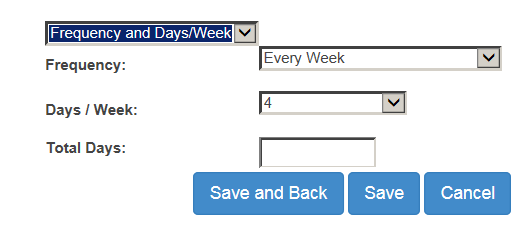 Frequency and Days/Week
Frequency: Every Week
Days / Week: 4
Total Days:
Save and Back Save Cancel